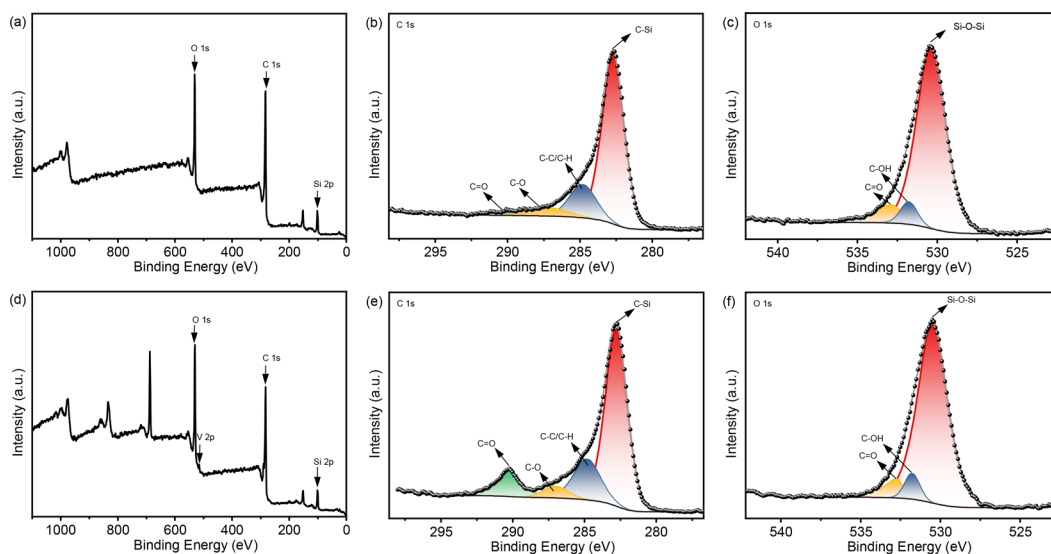 (a)
O 1s
C 1s
Si 2p
Intensity (a.u.)
1000 800 600 400 200 0
Binding Energy (eV)
(b)
C 1s
C-Si
C-C/C-H
C-O
C=O
Intensity (a.u.)
295 290 285 280
Binding Energy (eV)
(c)
O 1s
Si-O-Si
C-OH
C=O
Intensity (a.u.)
540 535 530 525
Binding Energy (eV)
(d)
O 1s
C 1s
V 2p
Si 2p
Intensity (a.u.)
1000 800 600 400 200 0
Binding Energy (eV)
(e)
C 1s
C-Si
C-C/C-H
C=O
C-O
Intensity (a.u.)
295 290 285 280
Binding Energy (eV)
(f)
O 1s
Si-O-Si
C-OH
C=O
Intensity (a.u.)
540 535 530 525
Binding Energy (eV)